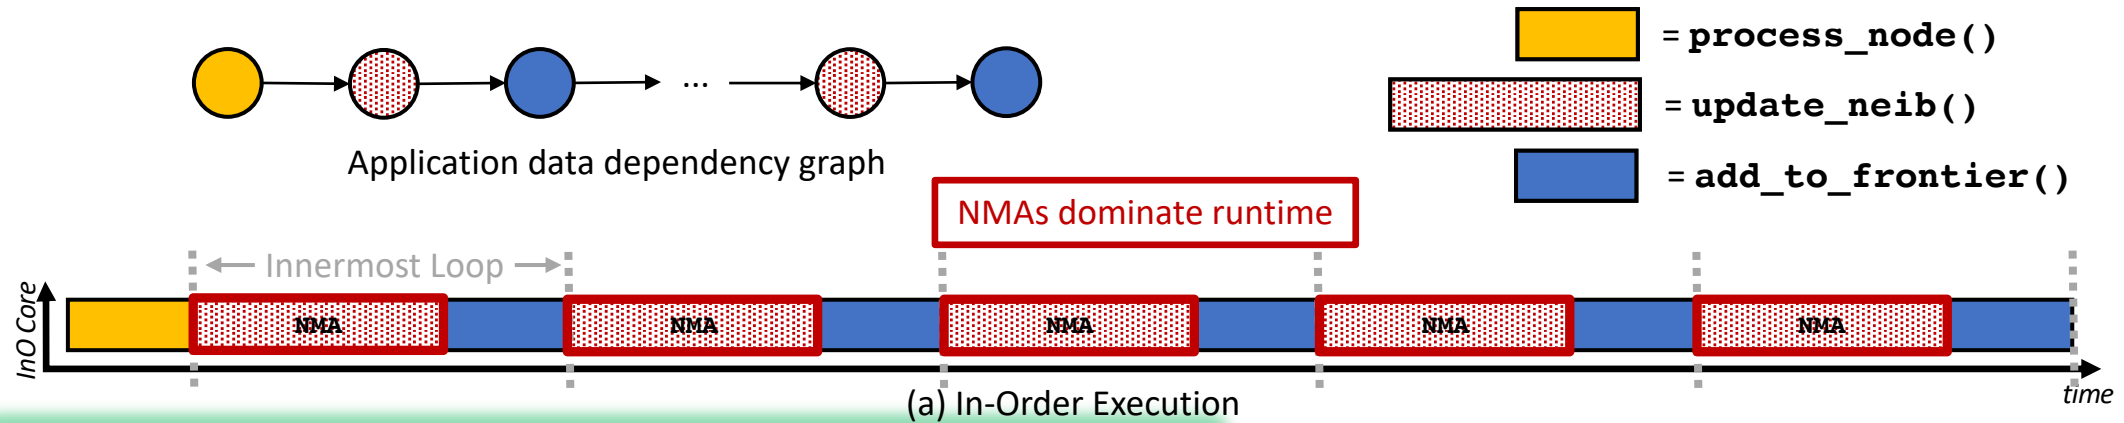 = process_node()
...
= update_neib()
Application data dependency graph
= add_to_frontier()
NMAs dominate runtime
Innermost Loop
InO Core
NMA
NMA
NMA
NMA
NMA
time
(a) In-Order Execution